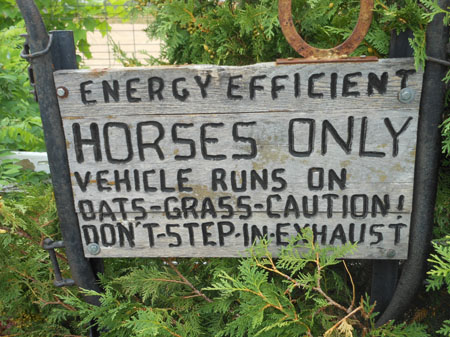 ENERGY EFFICIENT
HORSES ONLY
VEHICLE RUNS ON
OATS-GRASS-CAUTION!
DON'T-STEP-IN-EXHAUST